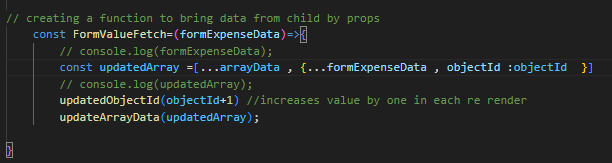 // creating a function to bring data from child by props
const FormValueFetch=(formExpenseData)=>{
// console.log(formExpenseData);
const updatedArray =[...arrayData , {...formExpenseData , objectId :objectId  }]
// console.log(updatedArray);
updatedObjectId(objectId+1) //increases value by one in each re render
updateArrayData(updatedArray);
}